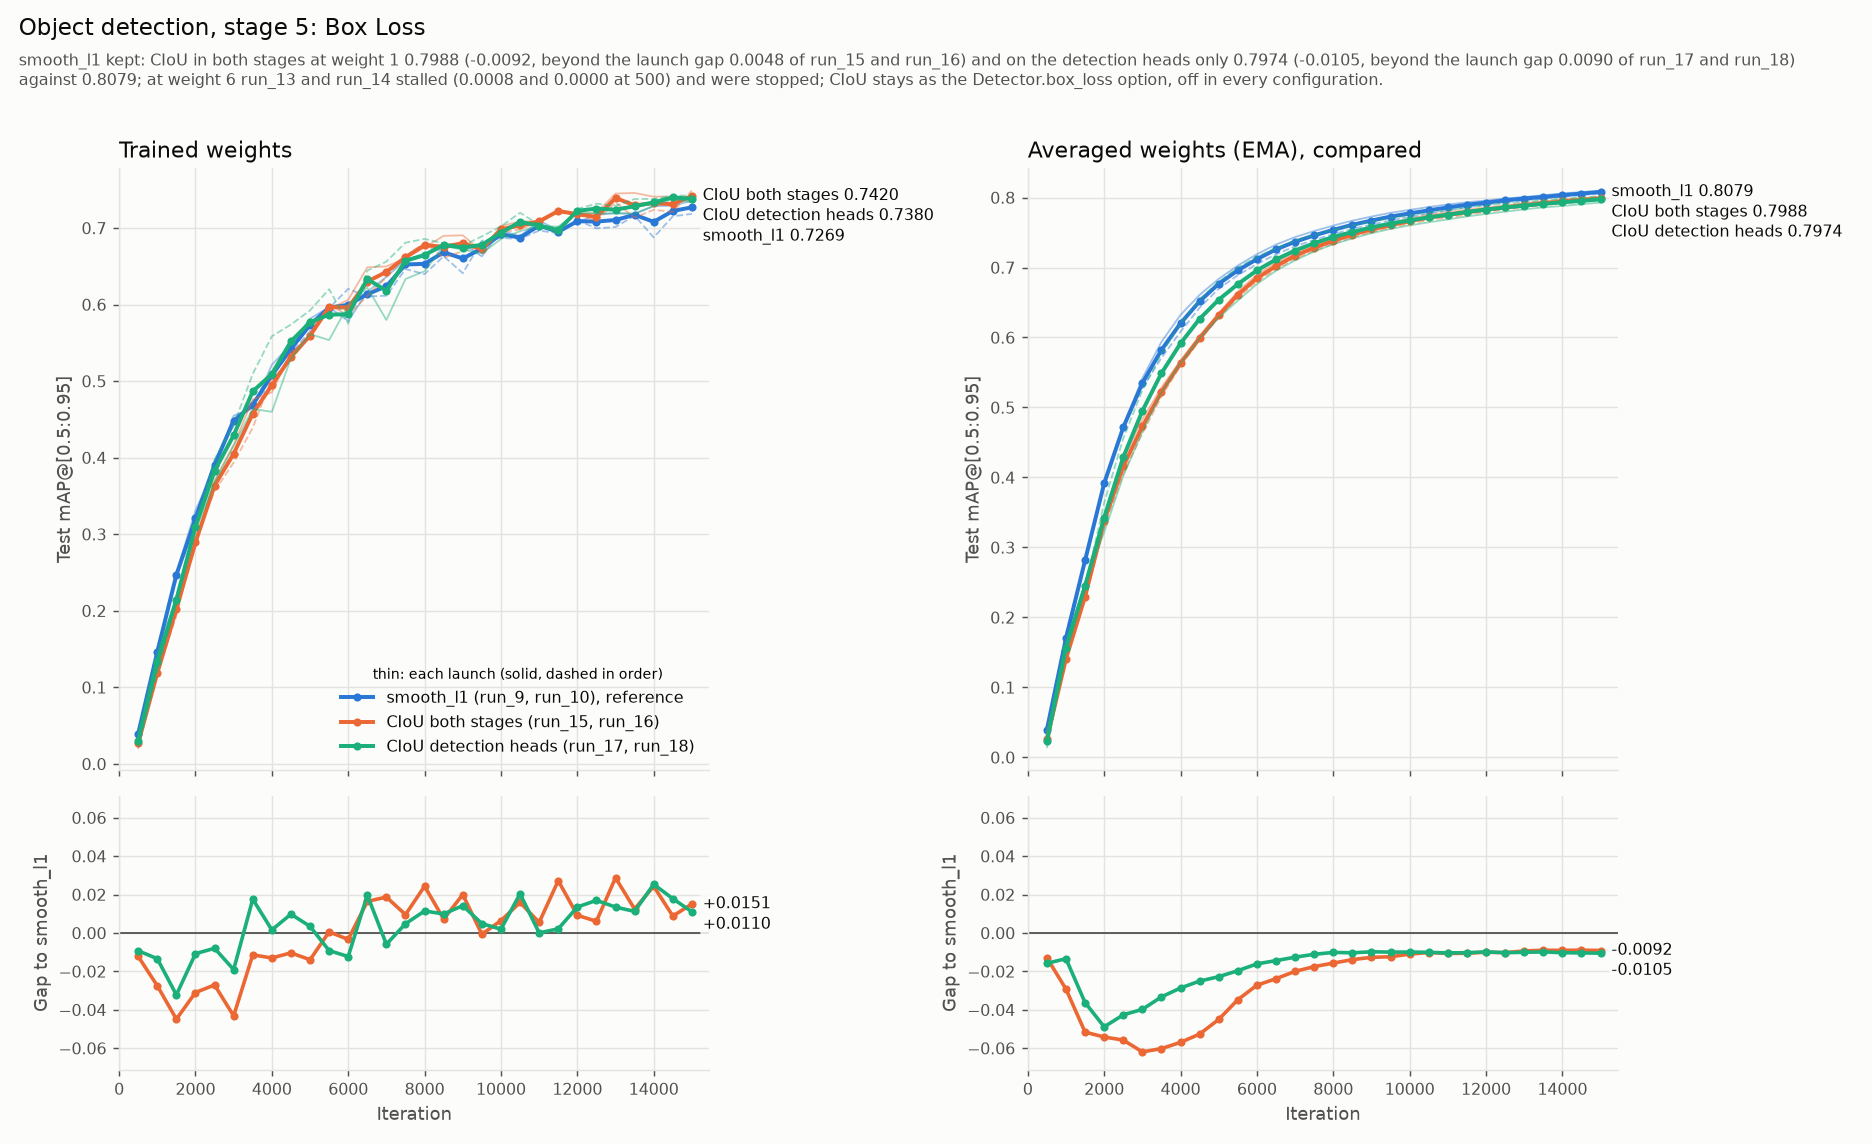 Object detection, stage 5: Box Loss
smooth_l1 kept: CIoU in both stages at weight 1 0.7988 (-0.0092, beyond the launch gap 0.0048 of run_15 and run_16) and on the detection heads only 0.7974 (-0.0105, beyond the launch gap 0.0090 of run_17 and run_18)
against 0.8079; at weight 6 run_13 and run_14 stalled (0.0008 and 0.0000 at 500) and were stopped; CIoU stays as the Detector.box_loss option, off in every configuration.
Trained weights
Test mAP@[0.5:0.95]
0.7
0.6
0.5
0.4
0.3
0.2
0.1
0.0
CIoU both stages 0.7420
CIoU detection heads 0.7380
smooth_l1 0.7269
thin: each launch (solid, dashed in order)
smooth_l1 (run_9, run_10), reference
CIoU both stages (run_15, run_16)
CIoU detection heads (run_17, run_18)
Averaged weights (EMA), compared
Test mAP@[0.5:0.95]
0.8
0.7
0.6
0.5
0.4
0.3
0.2
0.1
0.0
smooth_l1 0.8079
CIoU both stages 0.7988
CIoU detection heads 0.7974
Gap to smooth_l1
0.06
0.04
0.02
0.00
−0.02
−0.04
−0.06
+0.0151
+0.0110
0 2000 4000 6000 8000 10000 12000 14000
Iteration
Gap to smooth_l1
0.06
0.04
0.02
0.00
−0.02
−0.04
−0.06
-0.0092
-0.0105
0 2000 4000 6000 8000 10000 12000 14000
Iteration